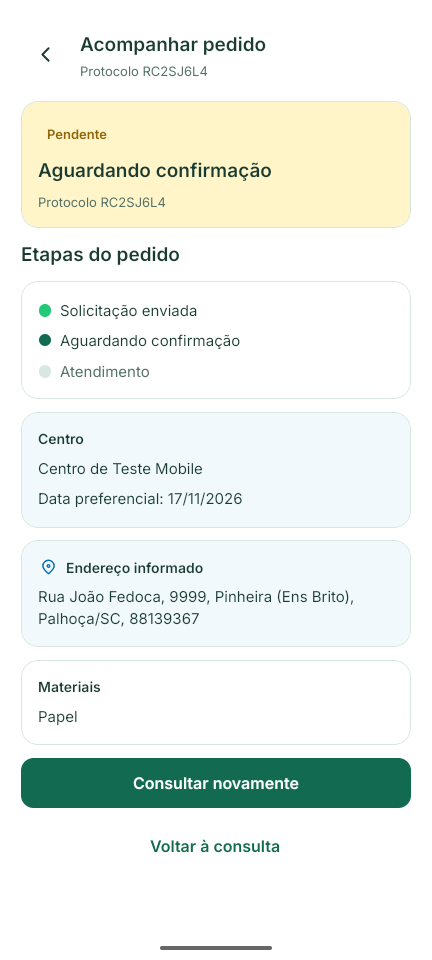 Acompanhar pedido
Protocolo RC2SJ6L4
Pendente
Aguardando confirmação
Protocolo RC2SJ6L4
Etapas do pedido
Solicitação enviada
Aguardando confirmação
Atendimento
Centro
Centro de Teste Mobile
Data preferencial: 17/11/2026
Endereço informado
Rua João Fedoca, 9999, Pinheira (Ens Brito),
Palhoça/SC, 88139367
Materiais
Papel
Consultar novamente
Voltar à consulta